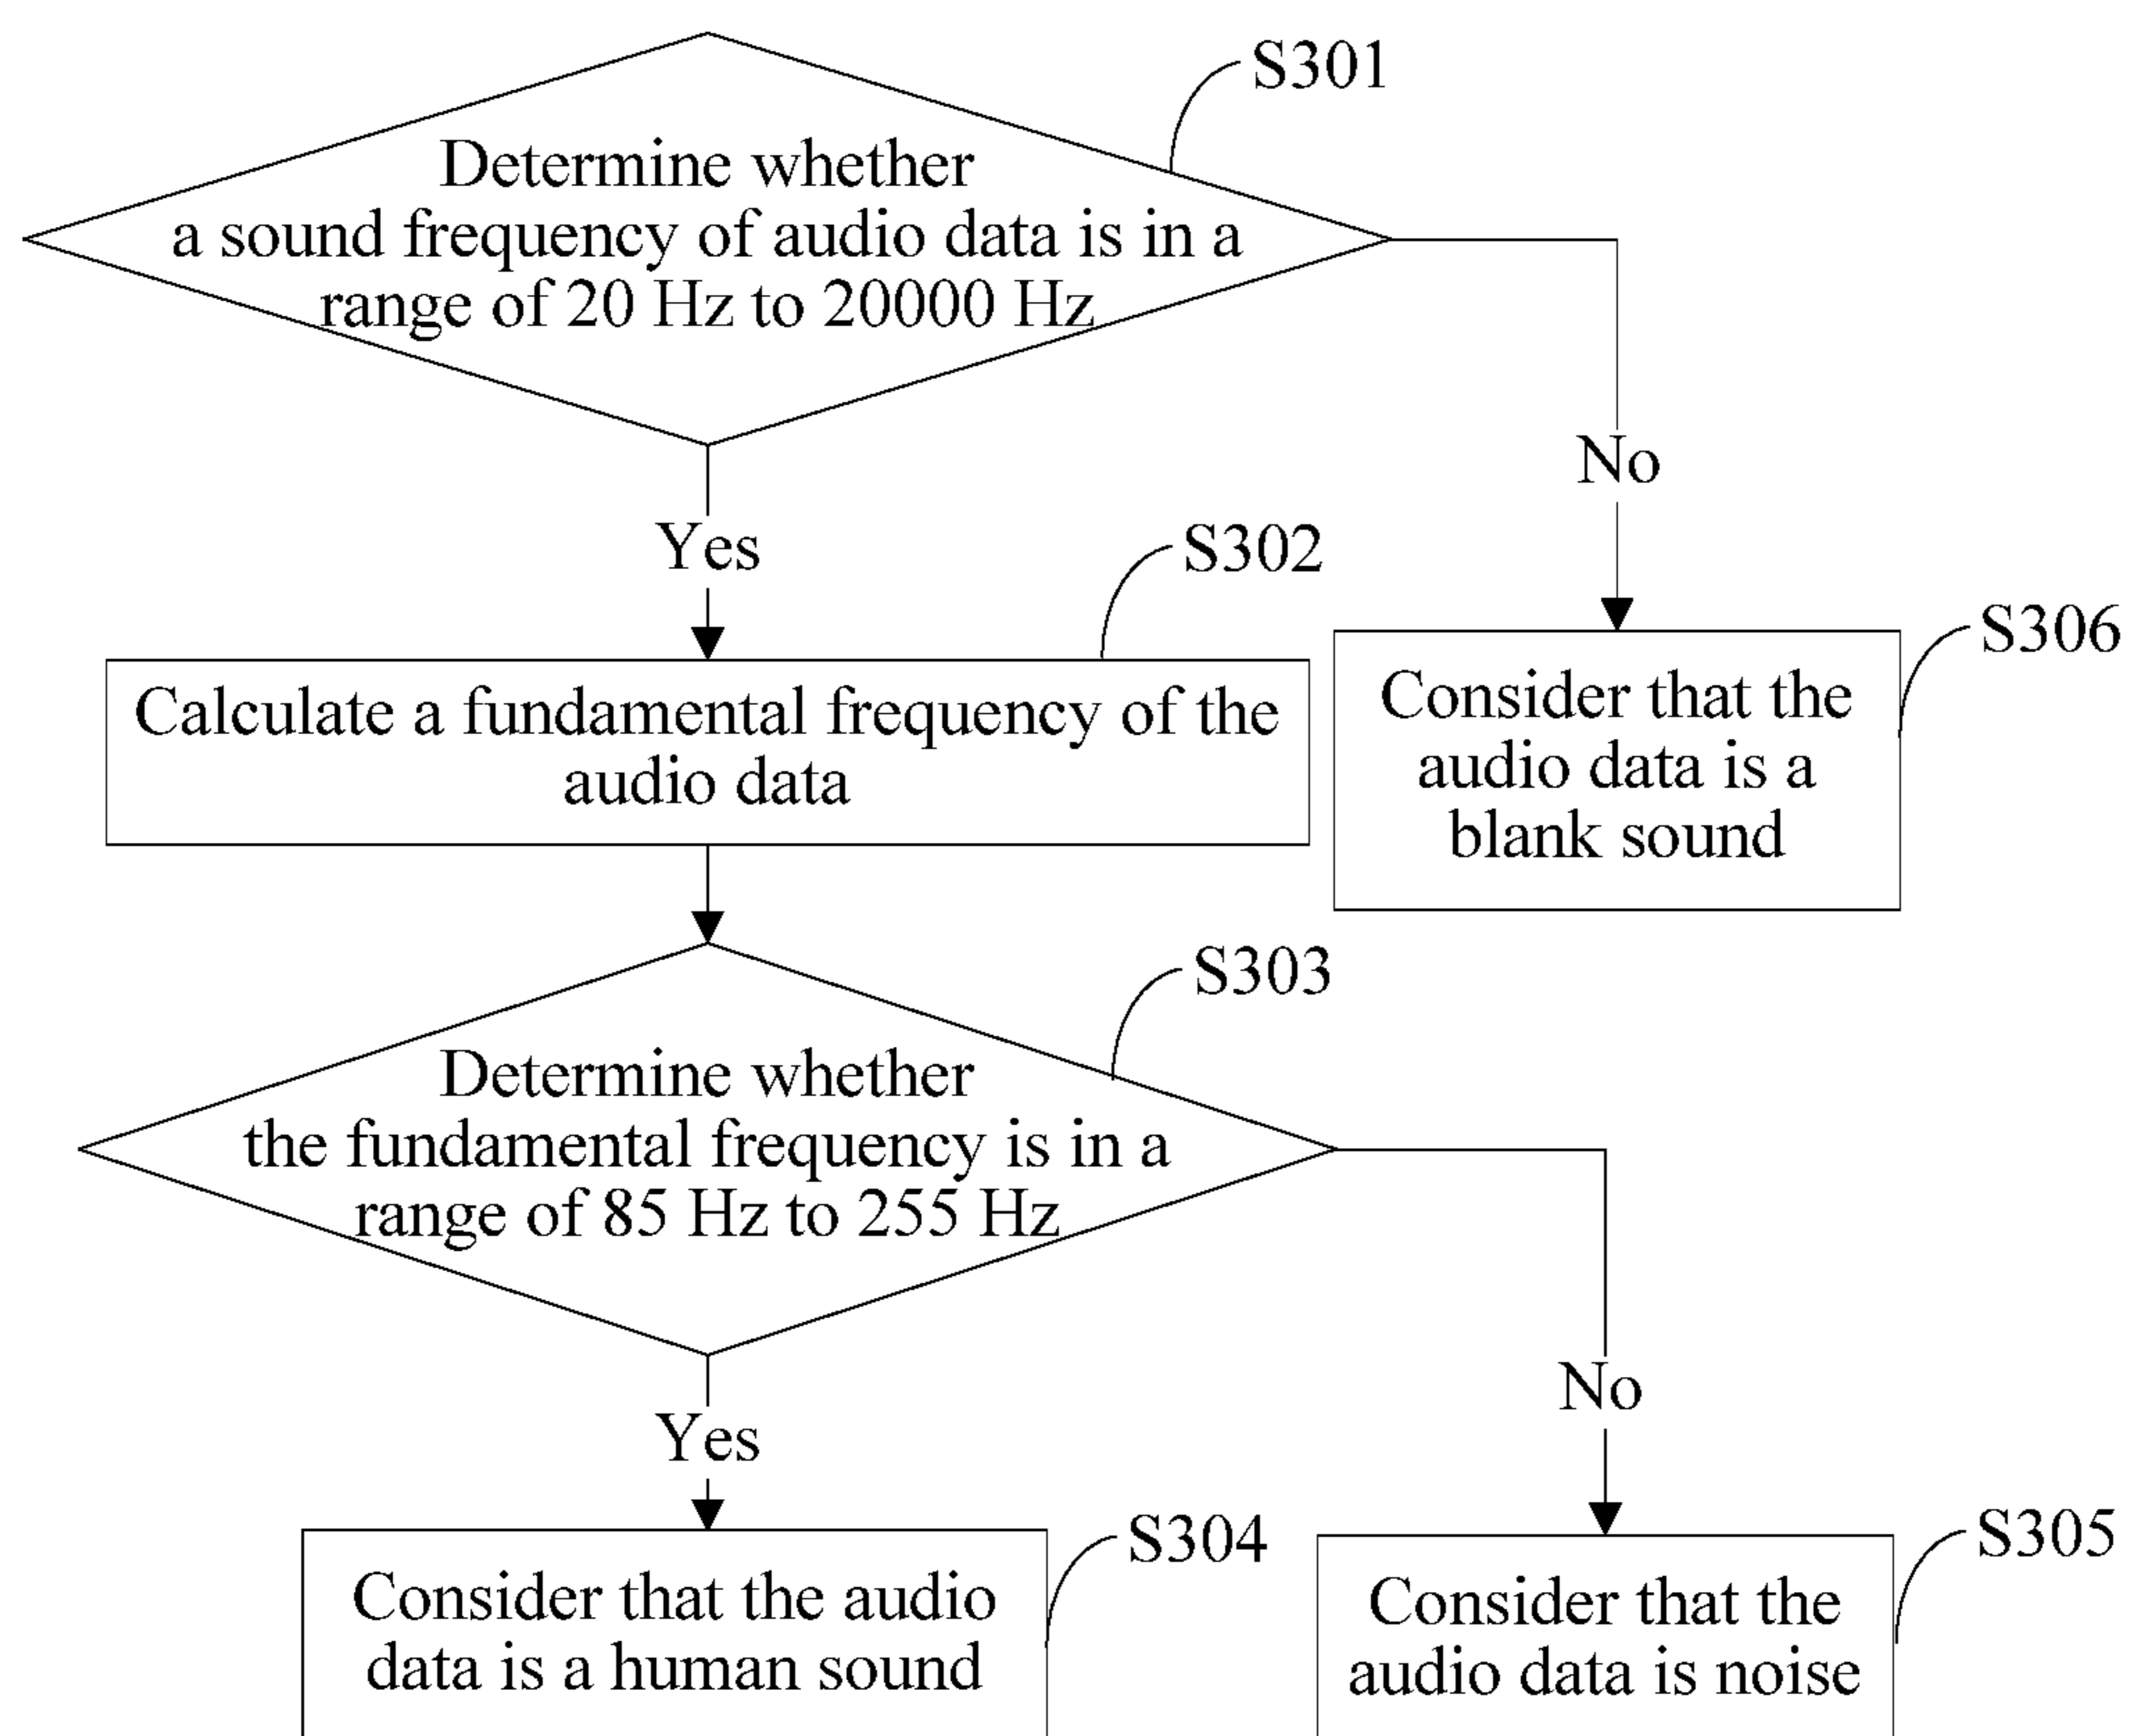 S301
Determine whether
a sound frequency of audio data is in a
range of 20 Hz to 20000 Hz
No
Yes
S302
S306
Calculate a fundamental frequency of the
audio data
Consider that the
audio data is a
blank sound
S303
Determine whether
the fundamental frequency is in a
range of 85 Hz to 255 Hz
No
Yes
S304
S305
Consider that the audio
data is a human sound
Consider that the
audio data is noise